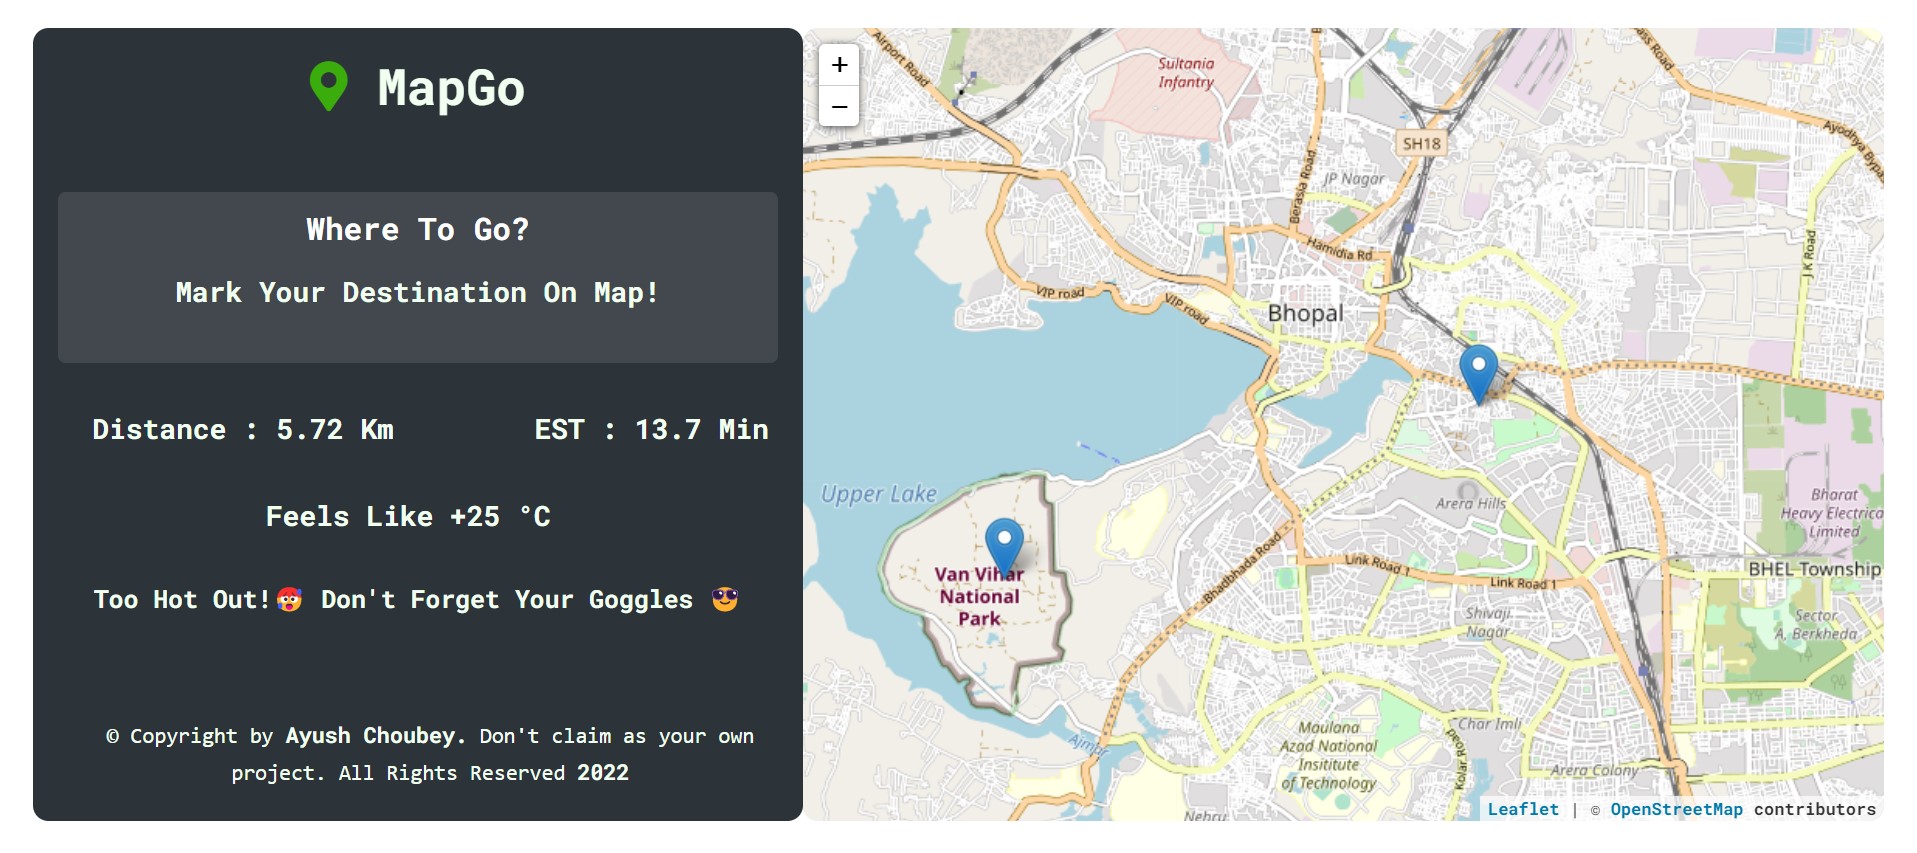 MapGo
Where To Go?
Mark Your Destination On Map!
Distance : 5.72 Km
EST : 13.7 Min
Feels Like +25 °C
Too Hot Out!🥵 Don't Forget Your Goggles 😎
© Copyright by Ayush Choubey. Don't claim as your own
project. All Rights Reserved 2022
+
−
Airport Road
Sultania
Infantry
SH18
Ayodhya Bypas
JP Nagar
Berasia Road
Hamidia Rd
J K Road
VIP road
VIP road
Bhopal
Upper Lake
Arera Hills
Bharat
Heavy Electrica
Limited
Van Vihar
National
Park
Bhadbhada Road
Link Road 1
Link Road 1
BHEL Township
Shivaji
Nagar
Sector
A, Berkheda
Char Imli
Maulana
Azad National
Insititute
of Technology
Kolar Road
Arera Colony
Nehru
Leaflet | © OpenStreetMap contributors